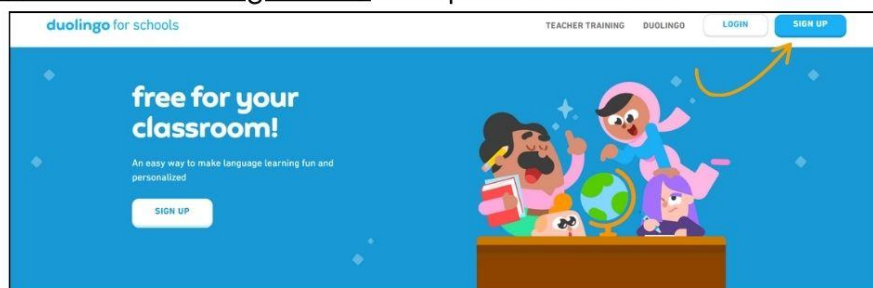 duolingo for schools
TEACHER TRAINING DUOLINGO LOGIN SIGN UP
free for your
classroom!
An easy way to make language learning fun and
personalized
SIGN UP